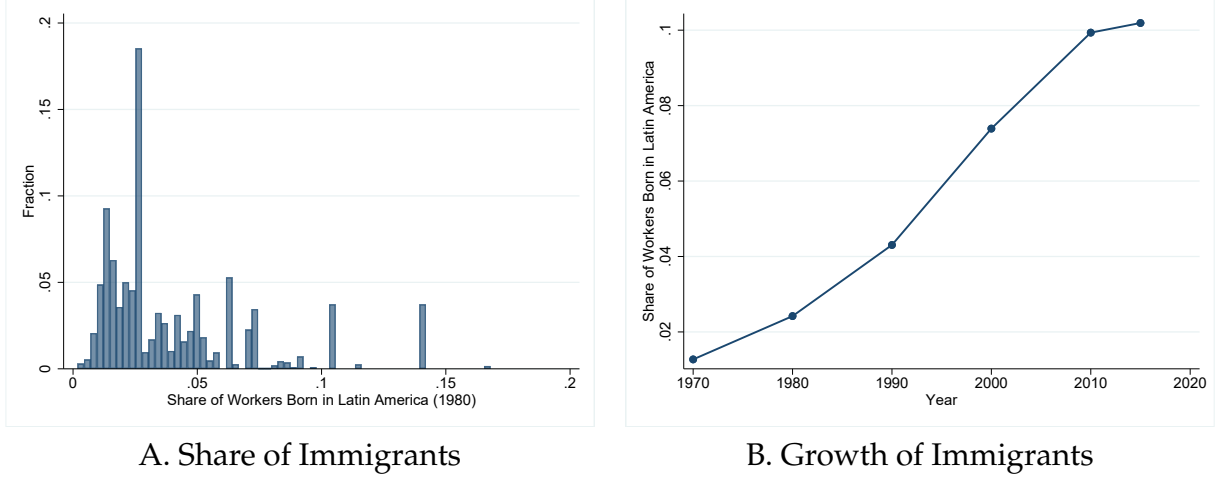 .2
.15
.1
.05
0
Fraction
0 .05 .1 .15 .2
Share of Workers Born in Latin America (1980)
A. Share of Immigrants
.1
.08
.06
.04
.02
Share of Workers Born in Latin America
1970 1980 1990 2000 2010 2020
Year
B. Growth of Immigrants